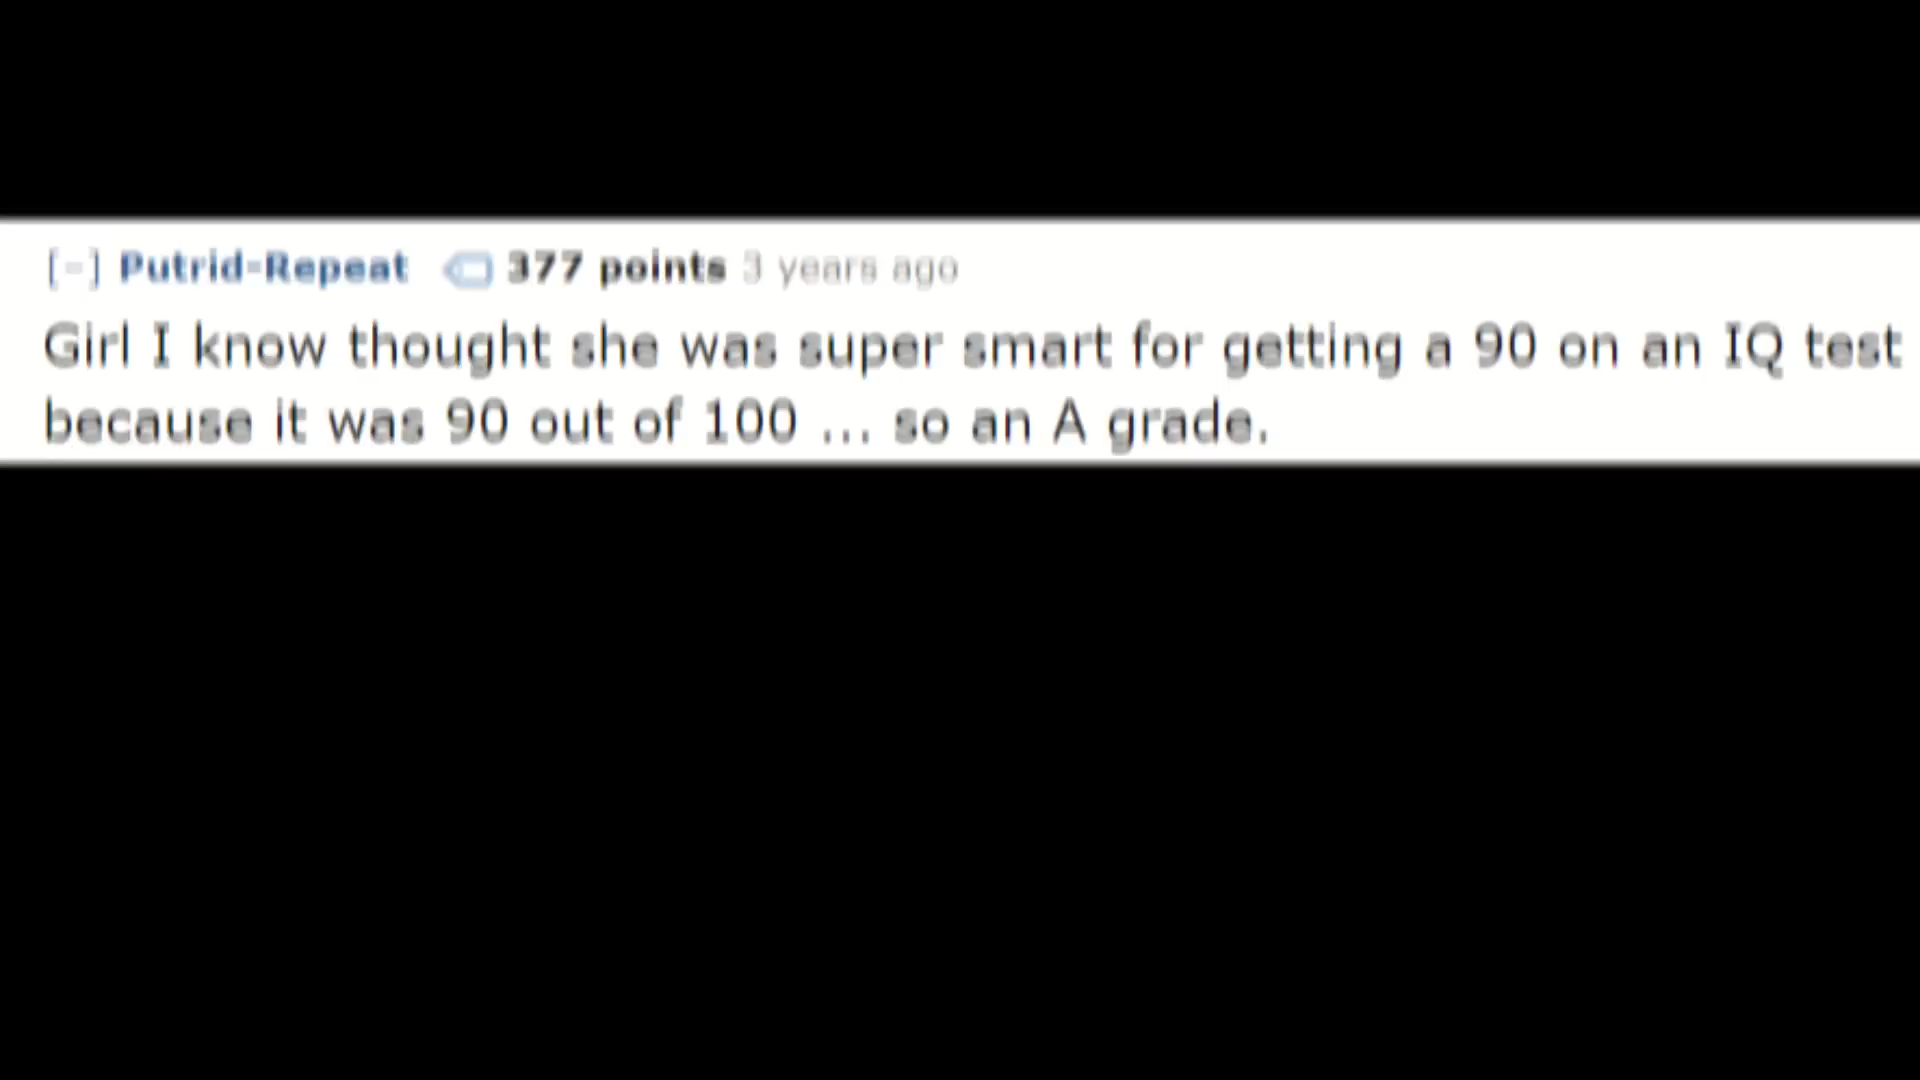 [-] Putrid-Repeat 377 points 3 years ago
Girl I know thought she was super smart for getting a 90 on an IQ test
because it was 90 out of 100 ... so an A grade.